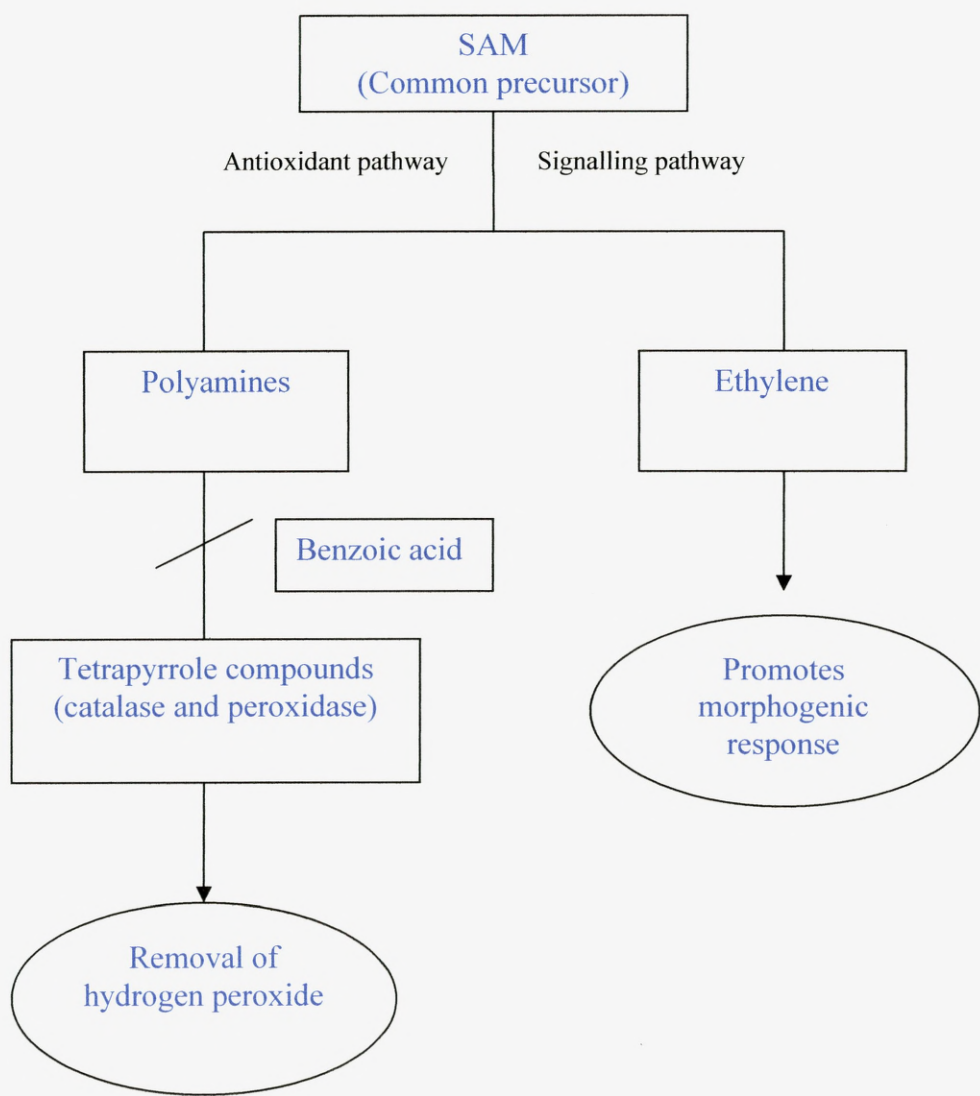 SAM
(Common precursor)
Antioxidant pathway
Signalling pathway
Polyamines
Ethylene
Benzoic acid
Tetrapyrrole compounds
(catalase and peroxidase)
Promotes
morphogenic
response
Removal of
hydrogen peroxide